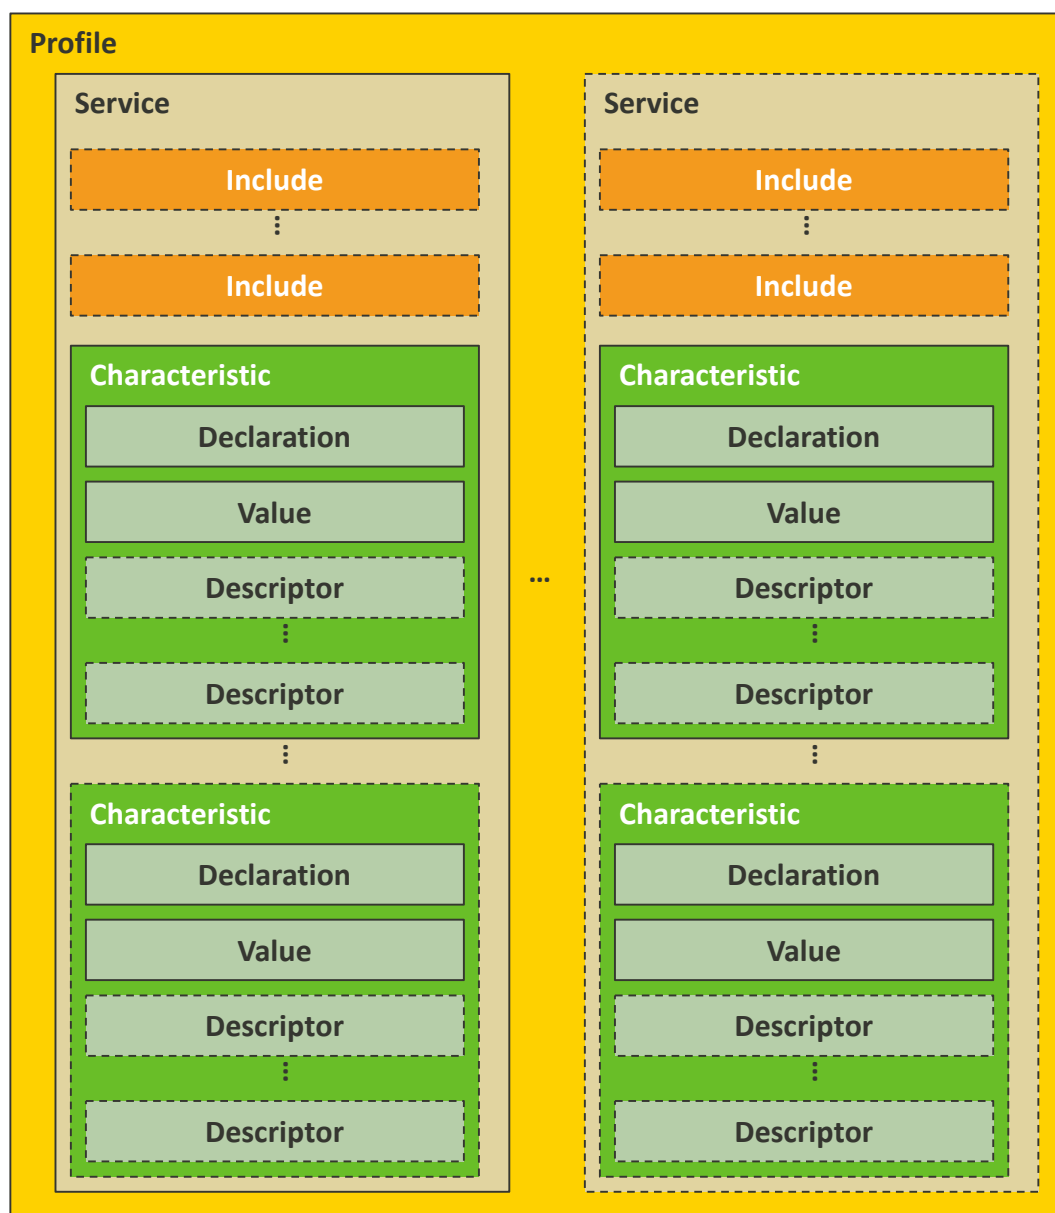 Profile
Service
Include
⋮
Include
Characteristic
Declaration
Value
Descriptor
⋮
Descriptor
⋮
Characteristic
Declaration
Value
Descriptor
⋮
Descriptor
...
Service
Include
⋮
Include
Characteristic
Declaration
Value
Descriptor
⋮
Descriptor
⋮
Characteristic
Declaration
Value
Descriptor
⋮
Descriptor